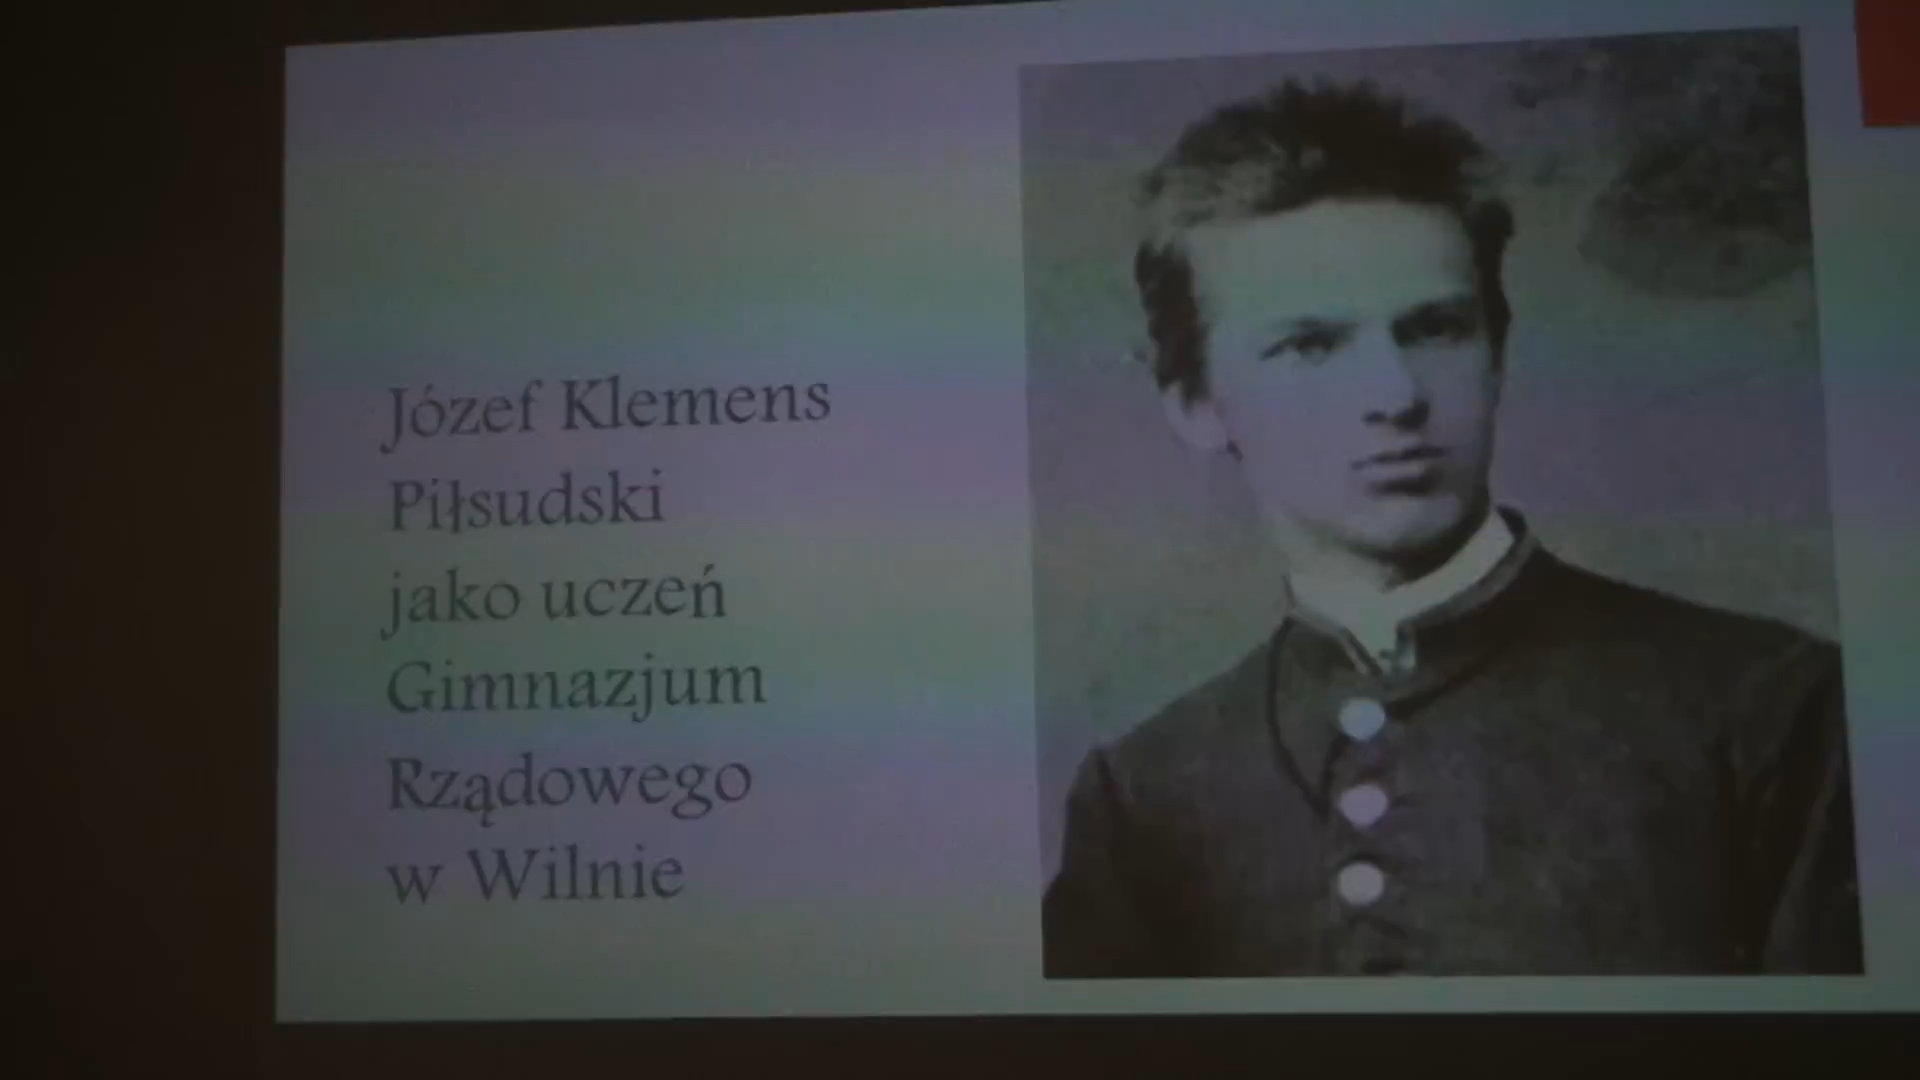 Józef Klemens
Piłsudski
jako uczeń
Gimnazjum
Rządowego
w Wilnie